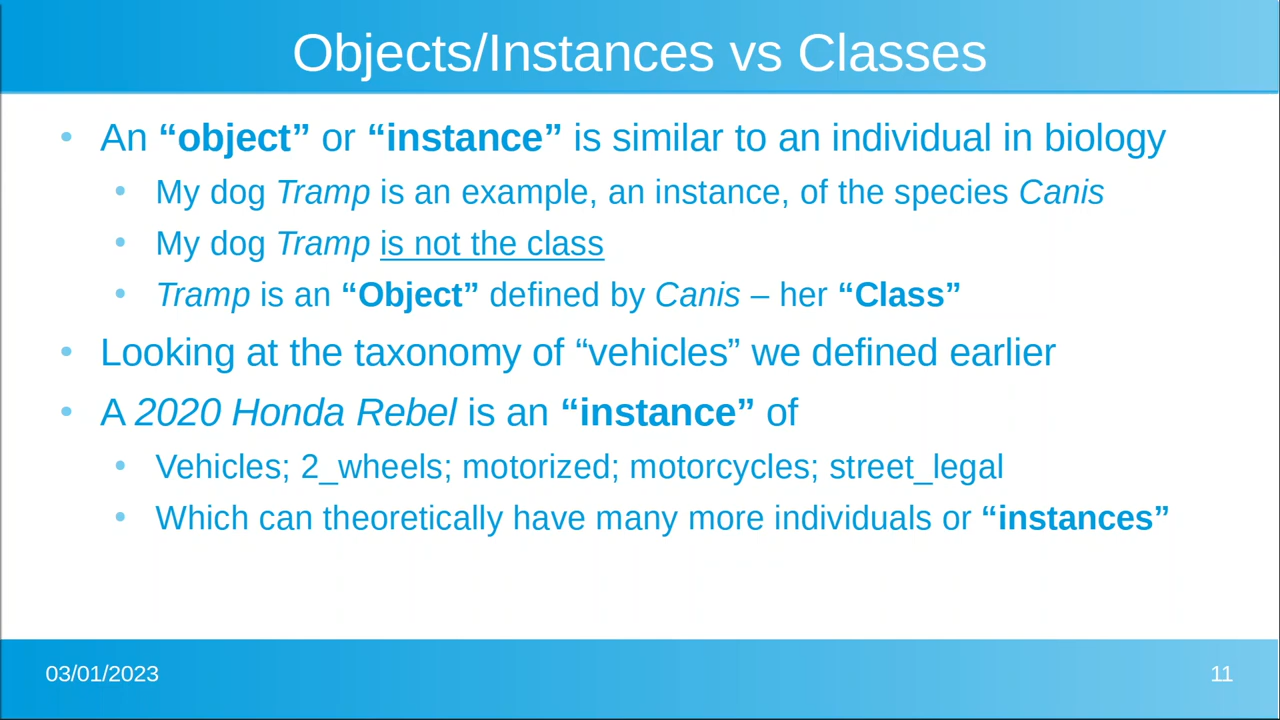 Objects/Instances vs Classes
• An “object” or “instance” is similar to an individual in biology
• My dog Tramp is an example, an instance, of the species Canis
• My dog Tramp is not the class
• Tramp is an “Object” defined by Canis – her “Class”
• Looking at the taxonomy of “vehicles” we defined earlier
• A 2020 Honda Rebel is an “instance” of
• Vehicles; 2_wheels; motorized; motorcycles; street_legal
• Which can theoretically have many more individuals or “instances”
03/01/2023
11